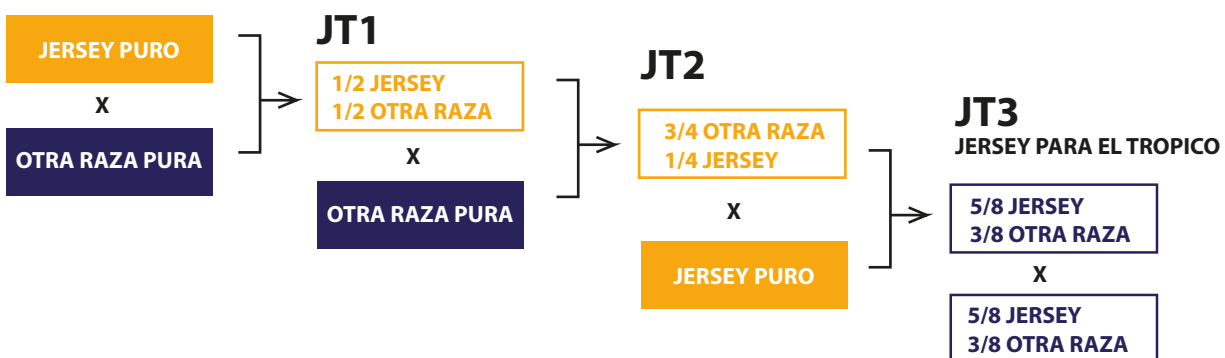 JERSEY PURO
X
OTRA RAZA PURA
JT1
1/2 JERSEY
1/2 OTRA RAZA
X
OTRA RAZA PURA
JT2
3/4 OTRA RAZA
1/4 JERSEY
X
JERSEY PURO
JT3
JERSEY PARA EL TROPICO
5/8 JERSEY
3/8 OTRA RAZA
X
5/8 JERSEY
3/8 OTRA RAZA